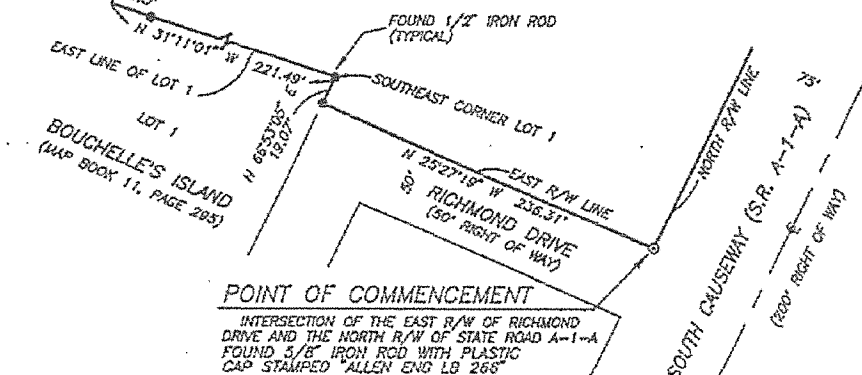 FOUND 1/2" IRON ROD
(TYPICAL)
N 31°11'01" W
221.49'
EAST LINE OF LOT 1
SOUTHEAST CORNER LOT 1
LOT 1
BOUCHELLE'S ISLAND
(MAP BOOK 11, PAGE 295)
N 66°53'05" E
19.07'
N 25°27'19" W 236.31'
EAST R/W LINE
50'
RICHMOND DRIVE
(50' RIGHT OF WAY)
NORTH R/W LINE
75'
SOUTH CAUSEWAY (S.R. A-1-A)
(200' RIGHT OF WAY)
POINT OF COMMENCEMENT
INTERSECTION OF THE EAST R/W OF RICHMOND
DRIVE AND THE NORTH R/W OF STATE ROAD A-1-A
FOUND 5/8" IRON ROD WITH PLASTIC
CAP STAMPED "ALLEN ENG LB 266"